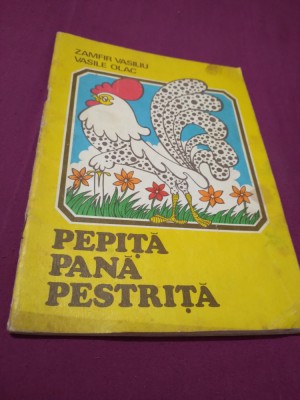 ZAMFIR VASILIU
VASILE OLAC
PEPIȚĂ
PANĂ
PESTRIȚĂ